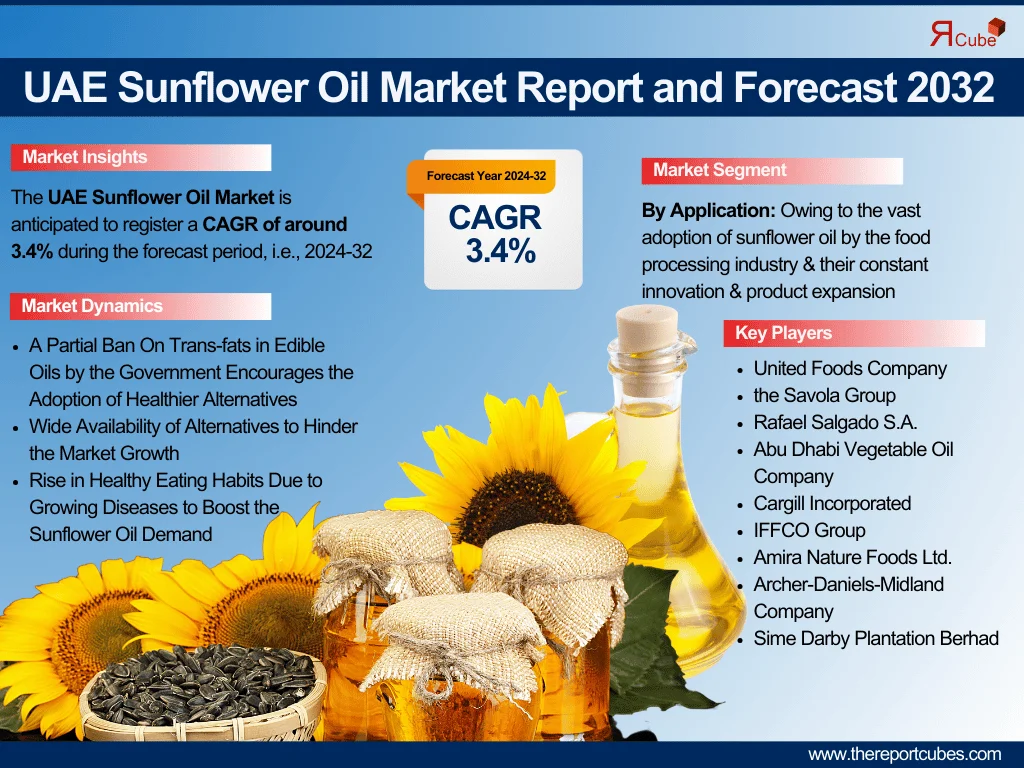 ЯCube
UAE Sunflower Oil Market Report and Forecast 2032
Market Insights
The UAE Sunflower Oil Market is
anticipated to register a CAGR of around
3.4% during the forecast period, i.e., 2024-32
Market Dynamics
• A Partial Ban On Trans-fats in Edible
Oils by the Government Encourages the
Adoption of Healthier Alternatives
• Wide Availability of Alternatives to Hinder
the Market Growth
• Rise in Healthy Eating Habits Due to
Growing Diseases to Boost the
Sunflower Oil Demand
Forecast Year 2024-32
CAGR
3.4%
Market Segment
By Application: Owing to the vast
adoption of sunflower oil by the food
processing industry & their constant
innovation & product expansion
Key Players
• United Foods Company
• the Savola Group
• Rafael Salgado S.A.
• Abu Dhabi Vegetable Oil
Company
• Cargill Incorporated
• IFFCO Group
• Amira Nature Foods Ltd.
• Archer-Daniels-Midland
Company
• Sime Darby Plantation Berhad
www.thereportcubes.com